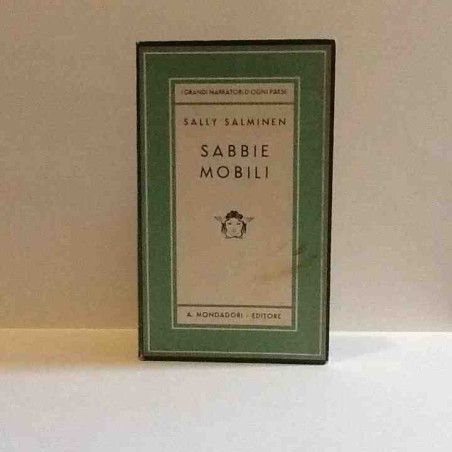 I GRANDI NARRATORI D'OGNI PAESE
SALLY SALMINEN
SABBIE
MOBILI
A. MONDADORI - EDITORE